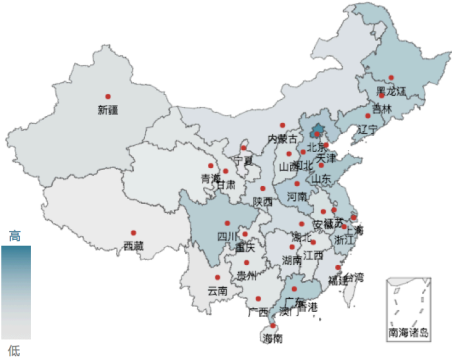 黑龙江
吉林
辽宁
新疆
内蒙古
北京
天津
宁夏
山西
河北
山东
青海
甘肃
陕西
河南
西藏
四川
重庆
安徽
江苏
上海
浙江
湖北
湖南
江西
贵州
云南
福建
台湾
广西
广东
香港
澳门
海南
南海诸岛
高
低